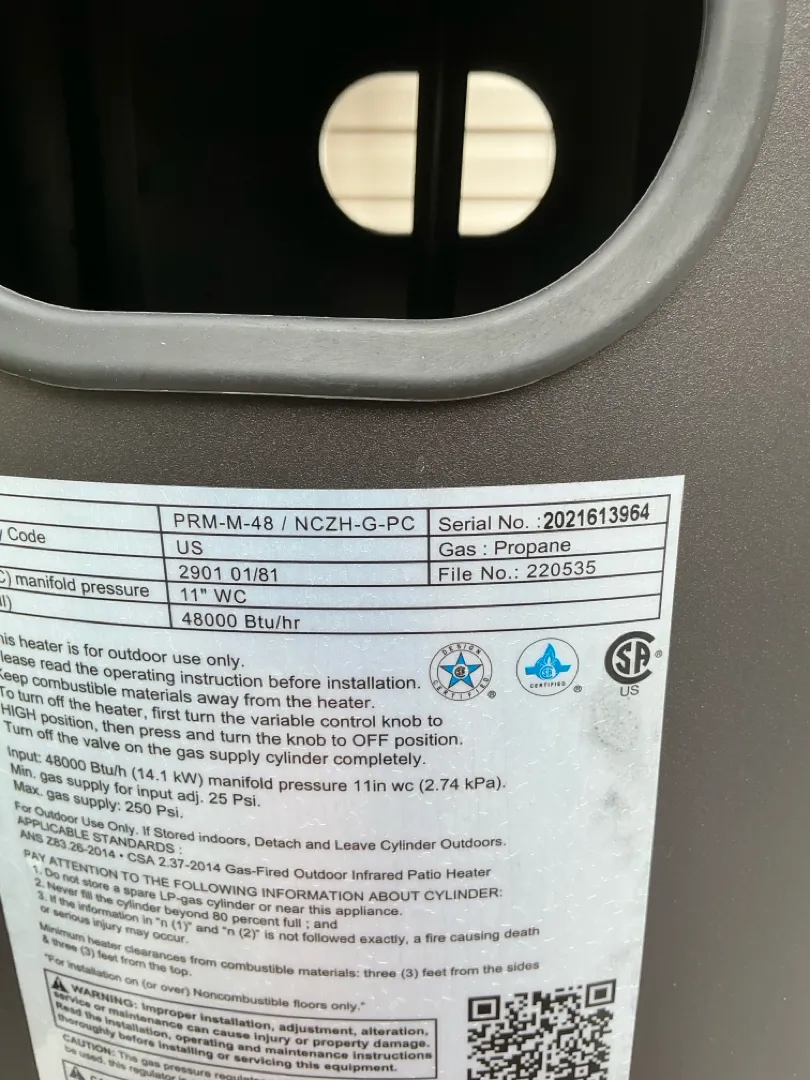 PRM-M-48 / NCZH-G-PC Serial No. :2021613964
Code US Gas : Propane
2901 01/81 File No.: 220535
manifold pressure 11" WC
48000 Btu/hr
DESIGN CERTIFIED ®
CERTIFIED ®
SA ®
US
his heater is for outdoor use only.
lease read the operating instruction before installation.
Keep combustible materials away from the heater.
To turn off the heater, first turn the variable control knob to
HIGH position, then press and turn the knob to OFF position.
Turn off the valve on the gas supply cylinder completely.
Input: 48000 Btu/h (14.1 kW) manifold pressure 11in wc (2.74 kPa).
Min. gas supply for input adj. 25 Psi.
Max. gas supply: 250 Psi.
For Outdoor Use Only. If Stored indoors, Detach and Leave Cylinder Outdoors.
APPLICABLE STANDARDS :
ANS Z83.26-2014 • CSA 2.37-2014 Gas-Fired Outdoor Infrared Patio Heater
PAY ATTENTION TO THE FOLLOWING INFORMATION ABOUT CYLINDER:
1. Do not store a spare LP-gas cylinder or near this appliance.
2. Never fill the cylinder beyond 80 percent full ; and
3. If the information in "n (1)" and "n (2)" is not followed exactly, a fire causing death
or serious injury may occur.
Minimum heater clearances from combustible materials: three (3) feet from the sides
& three (3) feet from the top.
"For installation on (or over) Noncombustible floors only."
WARNING: Improper installation, adjustment, alteration,
service or maintenance can cause injury or property damage.
Read the installation, operating and maintenance instructions
thoroughly before installing or servicing this equipment.
CAUTION: The gas pressure
be used, this regulator